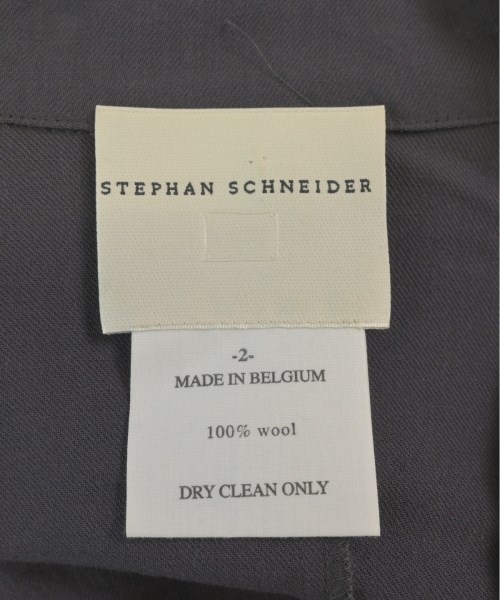 STEPHAN SCHNEIDER
-2-
MADE IN BELGIUM
100% wool
DRY CLEAN ONLY